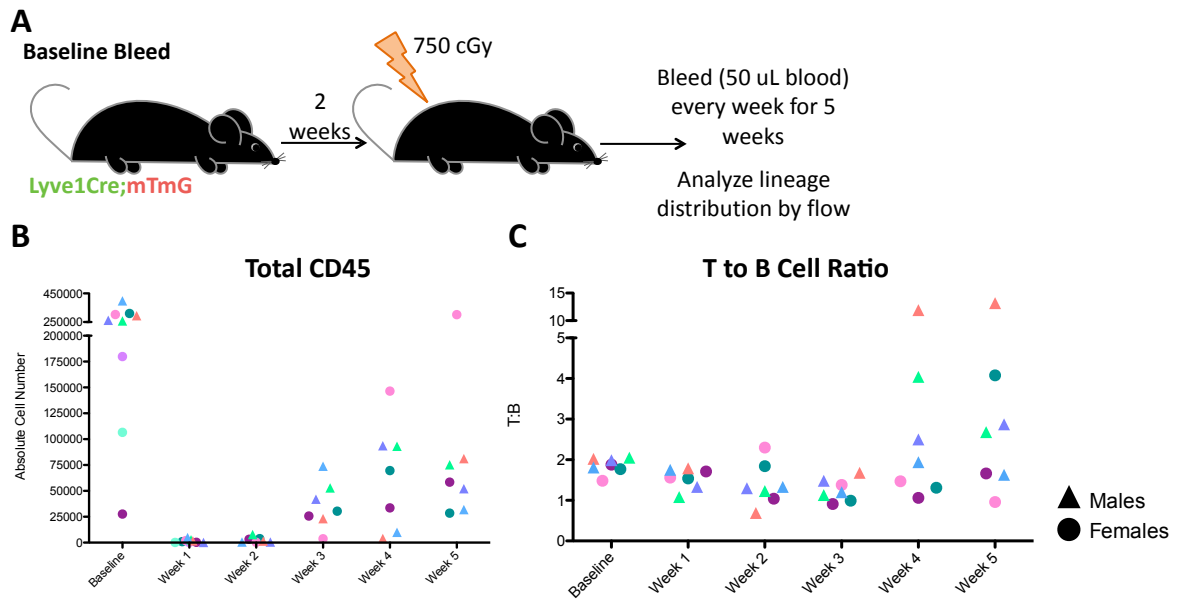 A
Baseline Bleed
750 cGy
2
weeks
Bleed (50 uL blood)
every week for 5
weeks
Analyze lineage
distribution by flow
Lyve1Cre;mTmG
B
Total CD45
450000
250000
200000
175000
150000
125000
100000
75000
50000
25000
0
Absolute Cell Number
Baseline
Week 1
Week 2
Week 3
Week 4
Week 5
C
T to B Cell Ratio
15
10
5
4
3
2
1
0
T:B
Baseline
Week 1
Week 2
Week 3
Week 4
Week 5
Males
Females